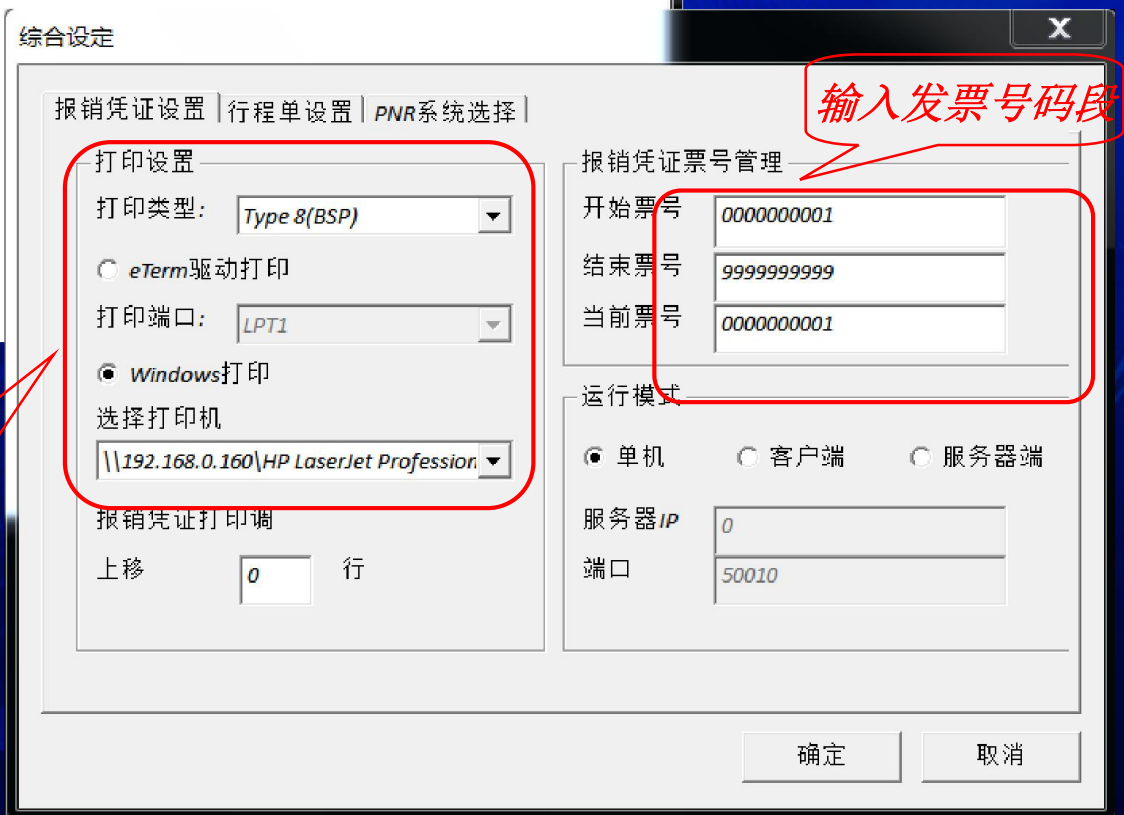 综合设定
X
报销凭证设置 行程单设置 PNR系统选择
输入发票号码段
打印设置
打印类型: Type 8(BSP)
eTerm驱动打印
打印端口: LPT1
Windows打印
选择打印机
\\192.168.0.160\HP LaserJet Profession
报销凭证打印调
上移 0 行
报销凭证票号管理
开始票号 0000000001
结束票号 9999999999
当前票号 0000000001
运行模式
单机 客户端 服务器端
服务器IP 0
端口 50010
确定 取消